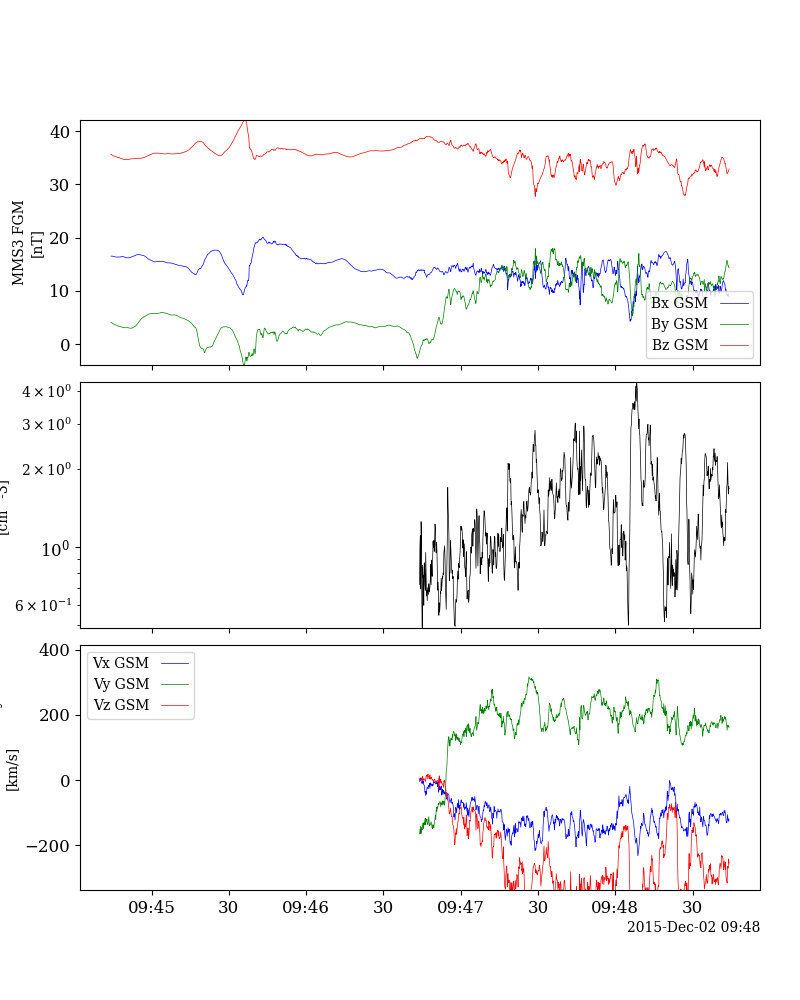 MMS3 FGM
[nT]
40
30
20
10
0
Bx GSM
By GSM
Bz GSM
[cm -3]
4 × 10⁰
3 × 10⁰
2 × 10⁰
10⁰
6 × 10⁻¹
[km/s]
400
200
0
−200
Vx GSM
Vy GSM
Vz GSM
09:45 30 09:46 30 09:47 30 09:48 30
2015-Dec-02 09:48